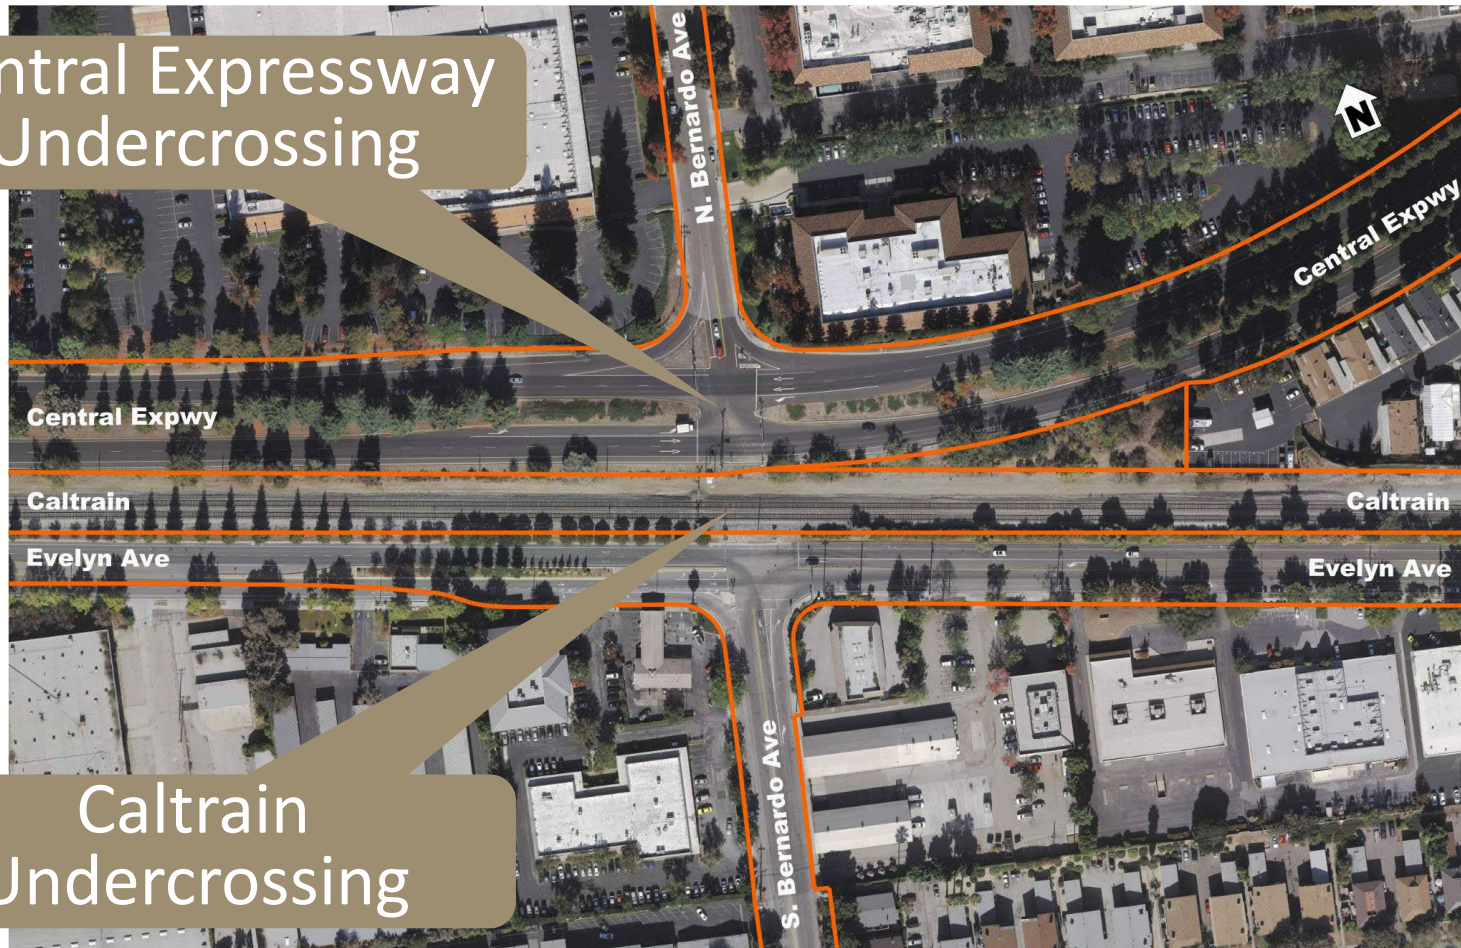 ntral Expressway
Undercrossing
N. Bernardo Ave
N
Central Expwy
Central Expwy
Caltrain
Caltrain
Evelyn Ave
Evelyn Ave
Caltrain
Undercrossing
S. Bernardo Ave